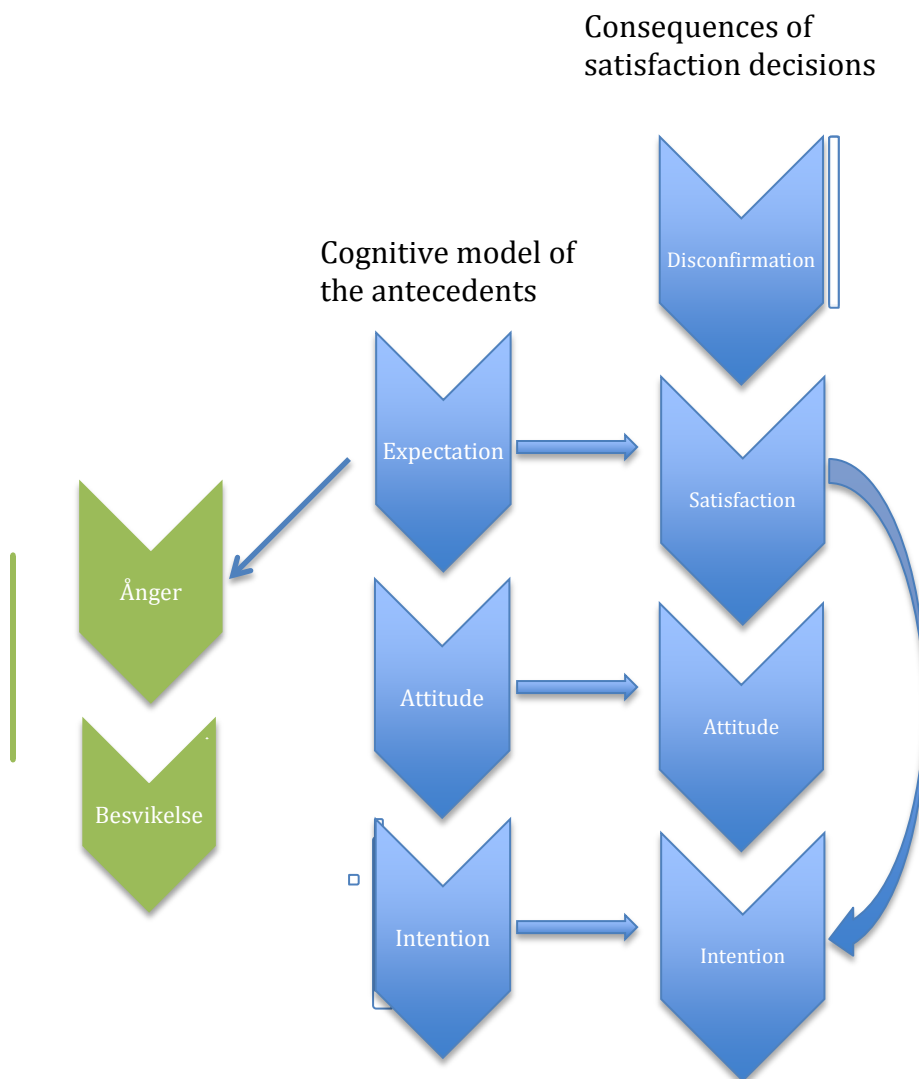 Consequences of
satisfaction decisions
Disconfirmation
Cognitive model of
the antecedents
Expectation
Satisfaction
Ånger
Attitude
Attitude
Besvikelse
Intention
Intention